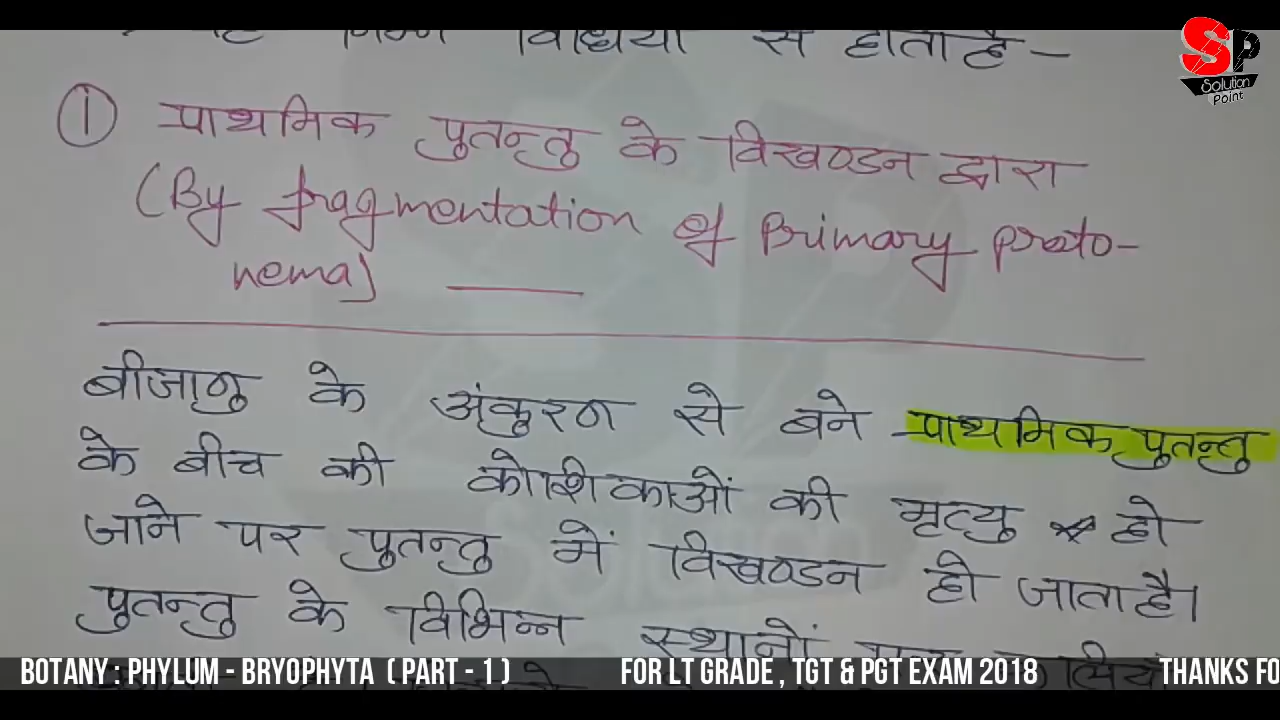 विधियों से होता है -
SP
Solution
Point
① प्राथमिक पुतन्तु के विखण्डन द्वारा
(By fragmentation of Primary proto-
nema) ———
बीजाणु के अंकुरण से बने प्राथमिक पुतन्तु
के बीच की कोशिकाओं की मृत्यु हो
जाने पर पुतन्तु में विखण्डन हो जाता है।
पुतन्तु के विभिन्न स्थानों
BOTANY : PHYLUM - BRYOPHYTA ( PART - 1 ) FOR LT GRADE , TGT & PGT EXAM 2018 THANKS FO